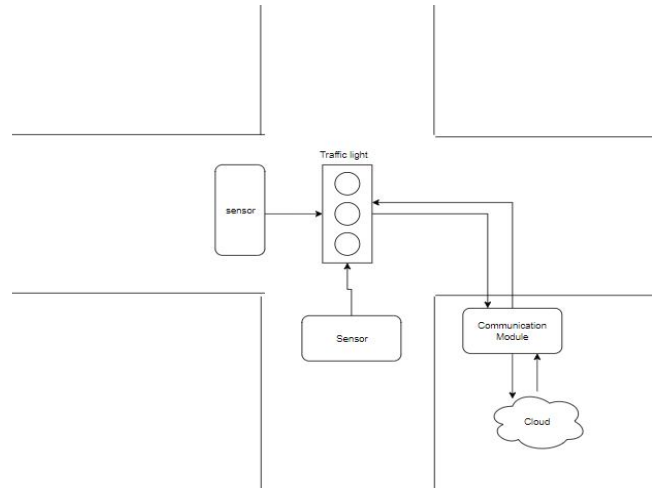 Traffic light
sensor
Sensor
Communication
Module
Cloud